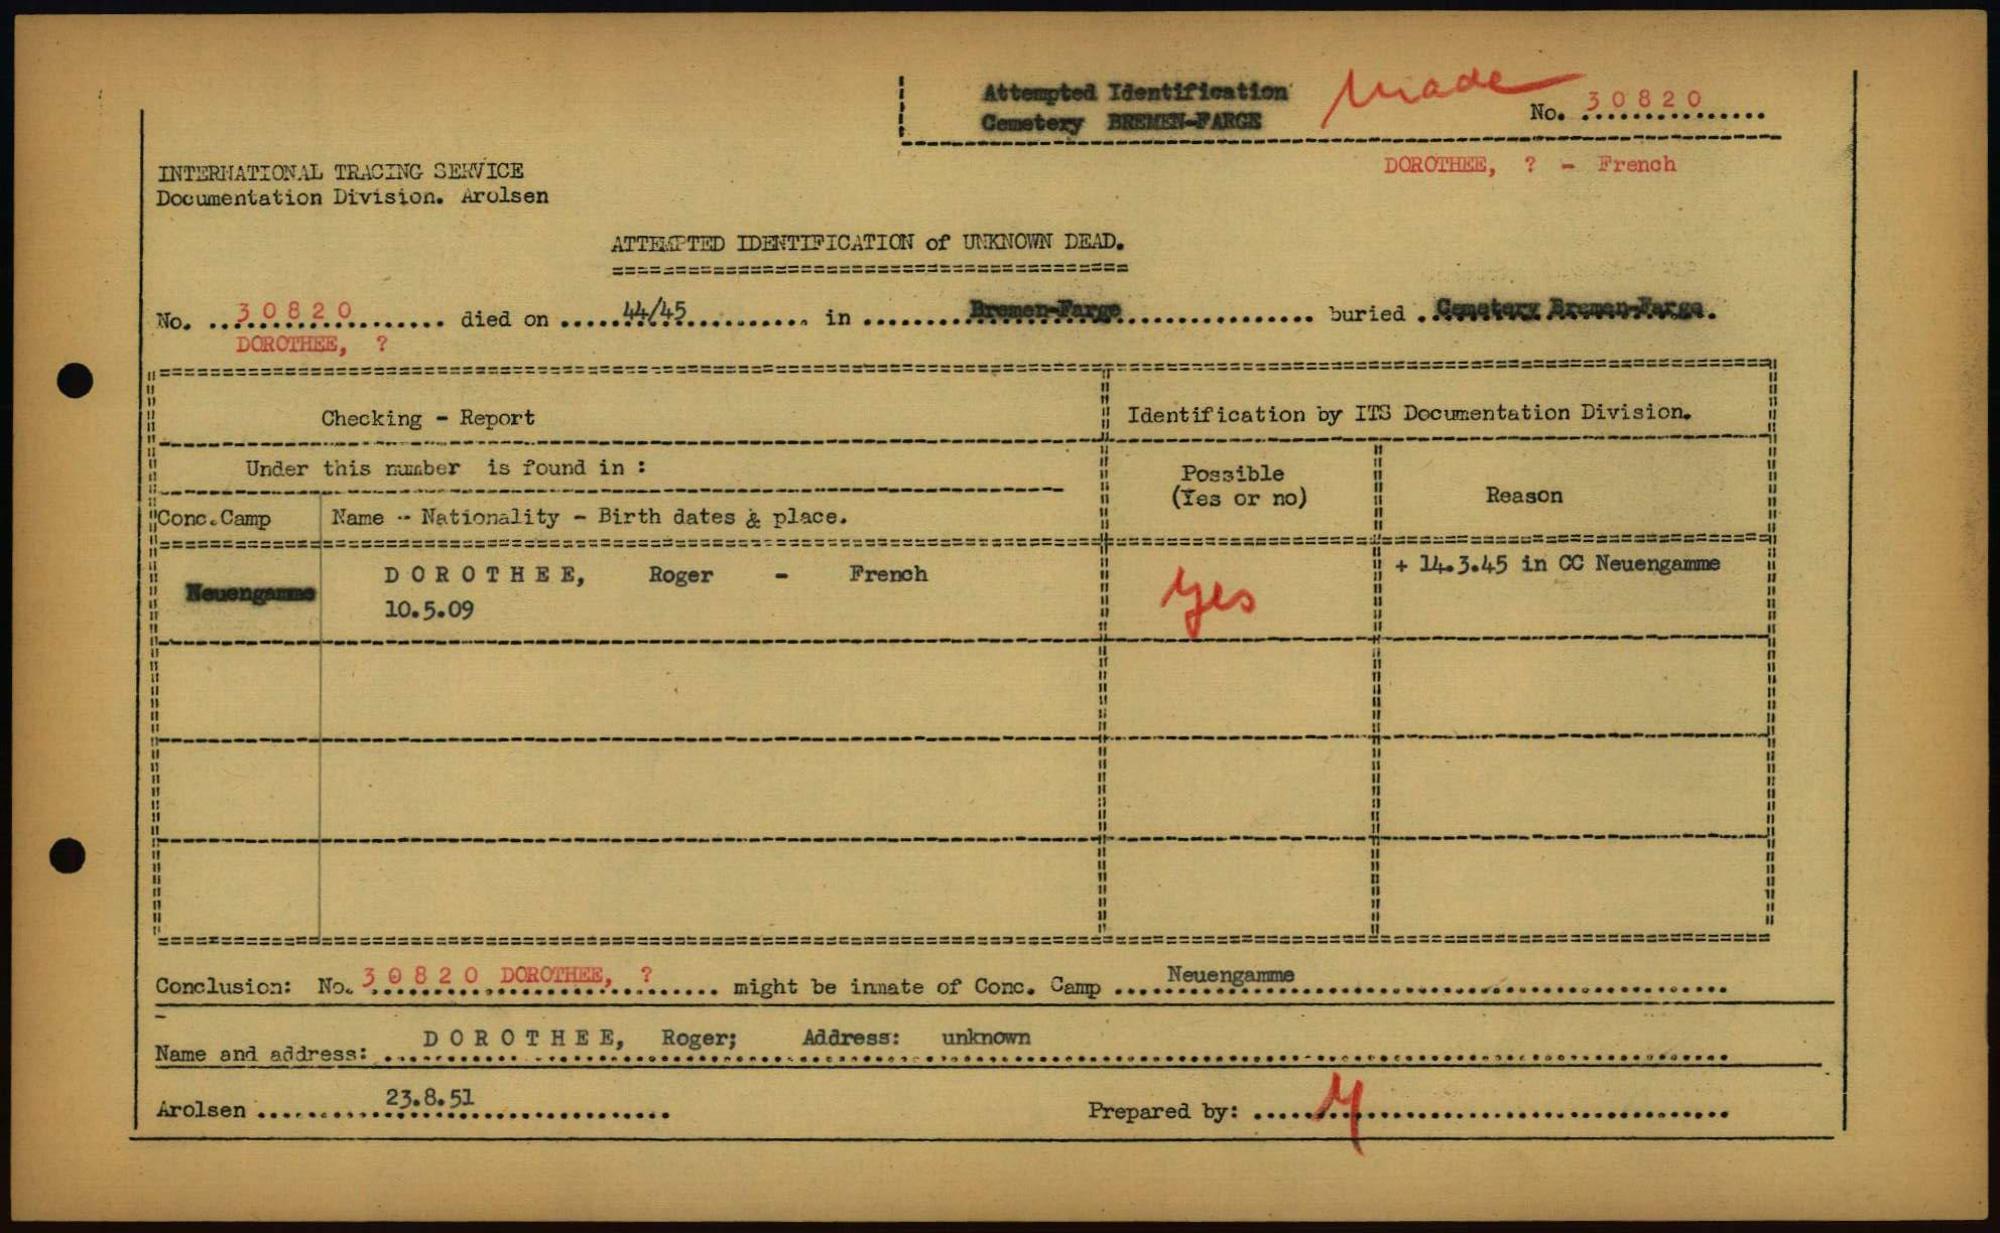 Attempted Identification
Cemetery BREMEN-FARGE
Made
No. 30820
DOROTHEE, ? - French
INTERNATIONAL TRACING SERVICE
Documentation Division. Arolsen
ATTEMPTED IDENTIFICATION of UNKNOWN DEAD.
No. 30820 died on 44/45 in Bremen-Farge buried Cemetery Bremen-Farge.
DOROTHEE, ?
Checking - Report
Identification by ITS Documentation Division.
Under this number is found in :
Possible
(Yes or no)
Reason
Conc.Camp
Name - Nationality - Birth dates & place.
Neuengamme
DOROTHEE, Roger - French
10.5.09
Yes
+ 14.3.45 in CC Neuengamme
Conclusion: No. 30820 DOROTHEE, ? might be inmate of Conc. Camp Neuengamme
Name and address: DOROTHEE, Roger; Address: unknown
Arolsen 23.8.51
Prepared by: